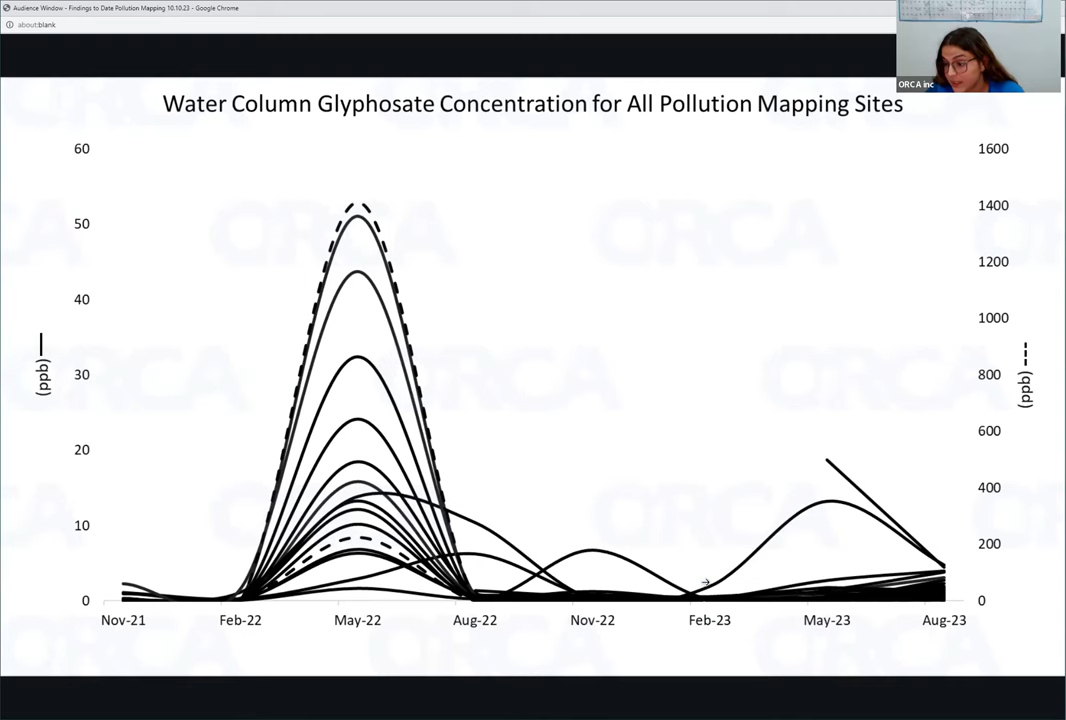 Audience Window - Findings to Date Pollution Mapping 10.10.23 - Google Chrome
about:blank
ORCA inc
Water Column Glyphosate Concentration for All Pollution Mapping Sites
60
50
40
30
20
10
0
(ppb)
1600
1400
1200
1000
800
600
400
200
0
(ppb)
Nov-21 Feb-22 May-22 Aug-22 Nov-22 Feb-23 May-23 Aug-23
ORCA